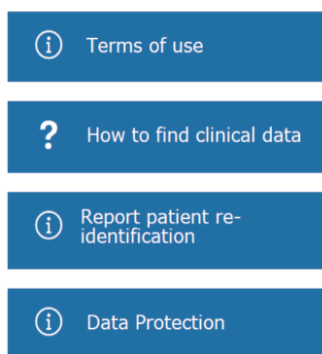 Terms of use
? How to find clinical data
Report patient re-
identification
Data Protection